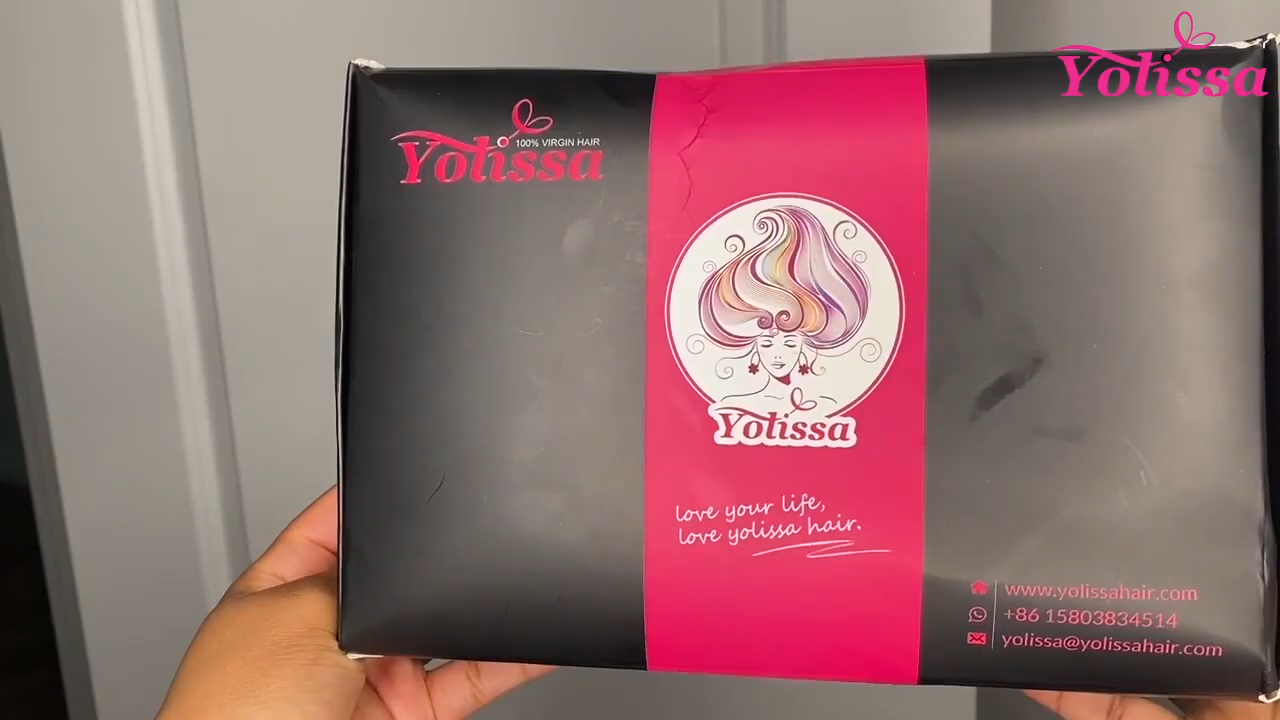 Yolissa
100% VIRGIN HAIR
Yolissa
Yolissa
love your life,
love yolissa hair.
www.yolissahair.com
+86 15803834514
yolissa@yolissahair.com